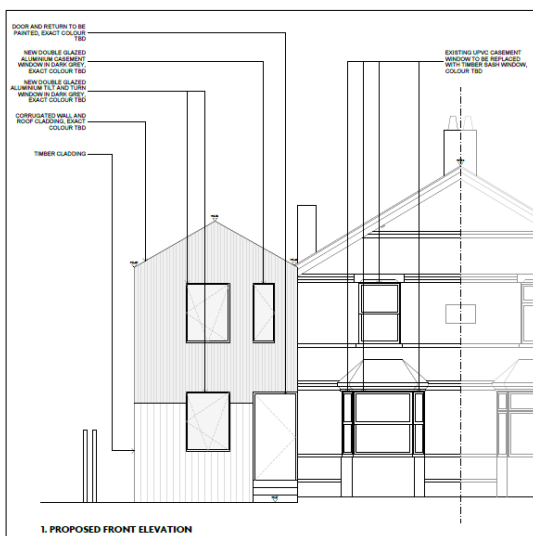 DOOR AND RETURN TO BE
PAINTED, EXACT COLOUR
TBD
NEW DOUBLE GLAZED
ALUMINIUM CASEMENT
WINDOW IN DARK GREY,
EXACT COLOUR TBD
NEW DOUBLE GLAZED
ALUMINIUM TILT AND TURN
WINDOW IN DARK GREY,
EXACT COLOUR TBD
CORRUGATED WALL AND
ROOF CLADDING, EXACT
COLOUR TBD
TIMBER CLADDING
EXISTING UPVC CASEMENT
WINDOW TO BE REPLACED
WITH TIMBER SASH WINDOW,
COLOUR TBD
1. PROPOSED FRONT ELEVATION